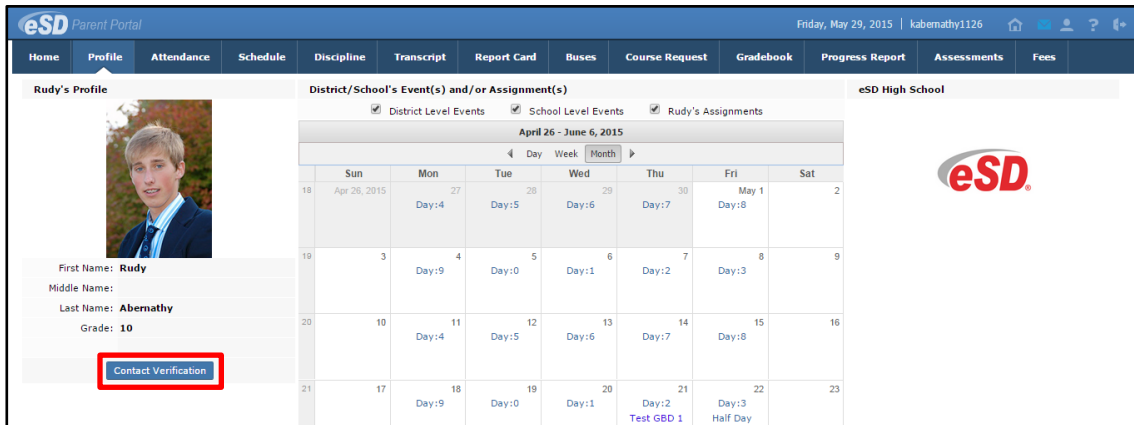 eSD Parent Portal
Friday, May 29, 2015 | kabernathy1126
Home Profile Attendance Schedule Discipline Transcript Report Card Buses Course Request Gradebook Progress Report Assessments Fees
Rudy's Profile
First Name: Rudy
Middle Name:
Last Name: Abernathy
Grade: 10
Contact Verification
District/School's Event(s) and/or Assignment(s)
District Level Events School Level Events Rudy's Assignments
April 26 - June 6, 2015
Day Week Month
Sun Mon Tue Wed Thu Fri Sat
18 Apr 26, 2015 27 28 29 30 May 1 2
Day:4 Day:5 Day:6 Day:7 Day:8
19 3 4 5 6 7 8 9
Day:9 Day:0 Day:1 Day:2 Day:3
20 10 11 12 13 14 15 16
Day:4 Day:5 Day:6 Day:7 Day:8
21 17 18 19 20 21 22 23
Day:9 Day:0 Day:1 Day:2 Day:3
Test GBD 1 Half Day
eSD High School
eSD®